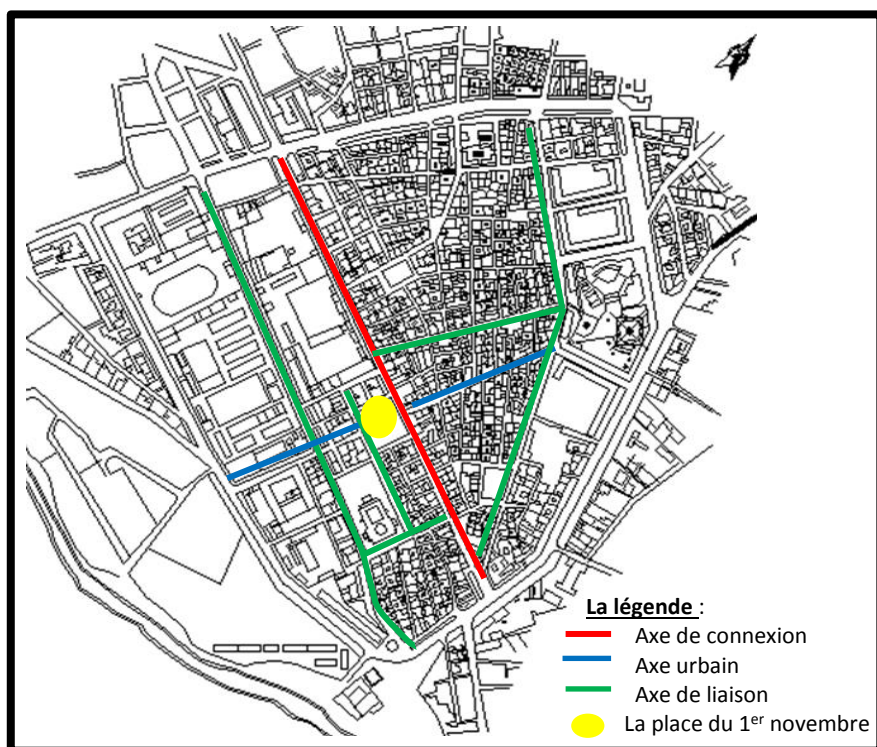 La légende :
Axe de connexion
Axe urbain
Axe de liaison
La place du 1er novembre